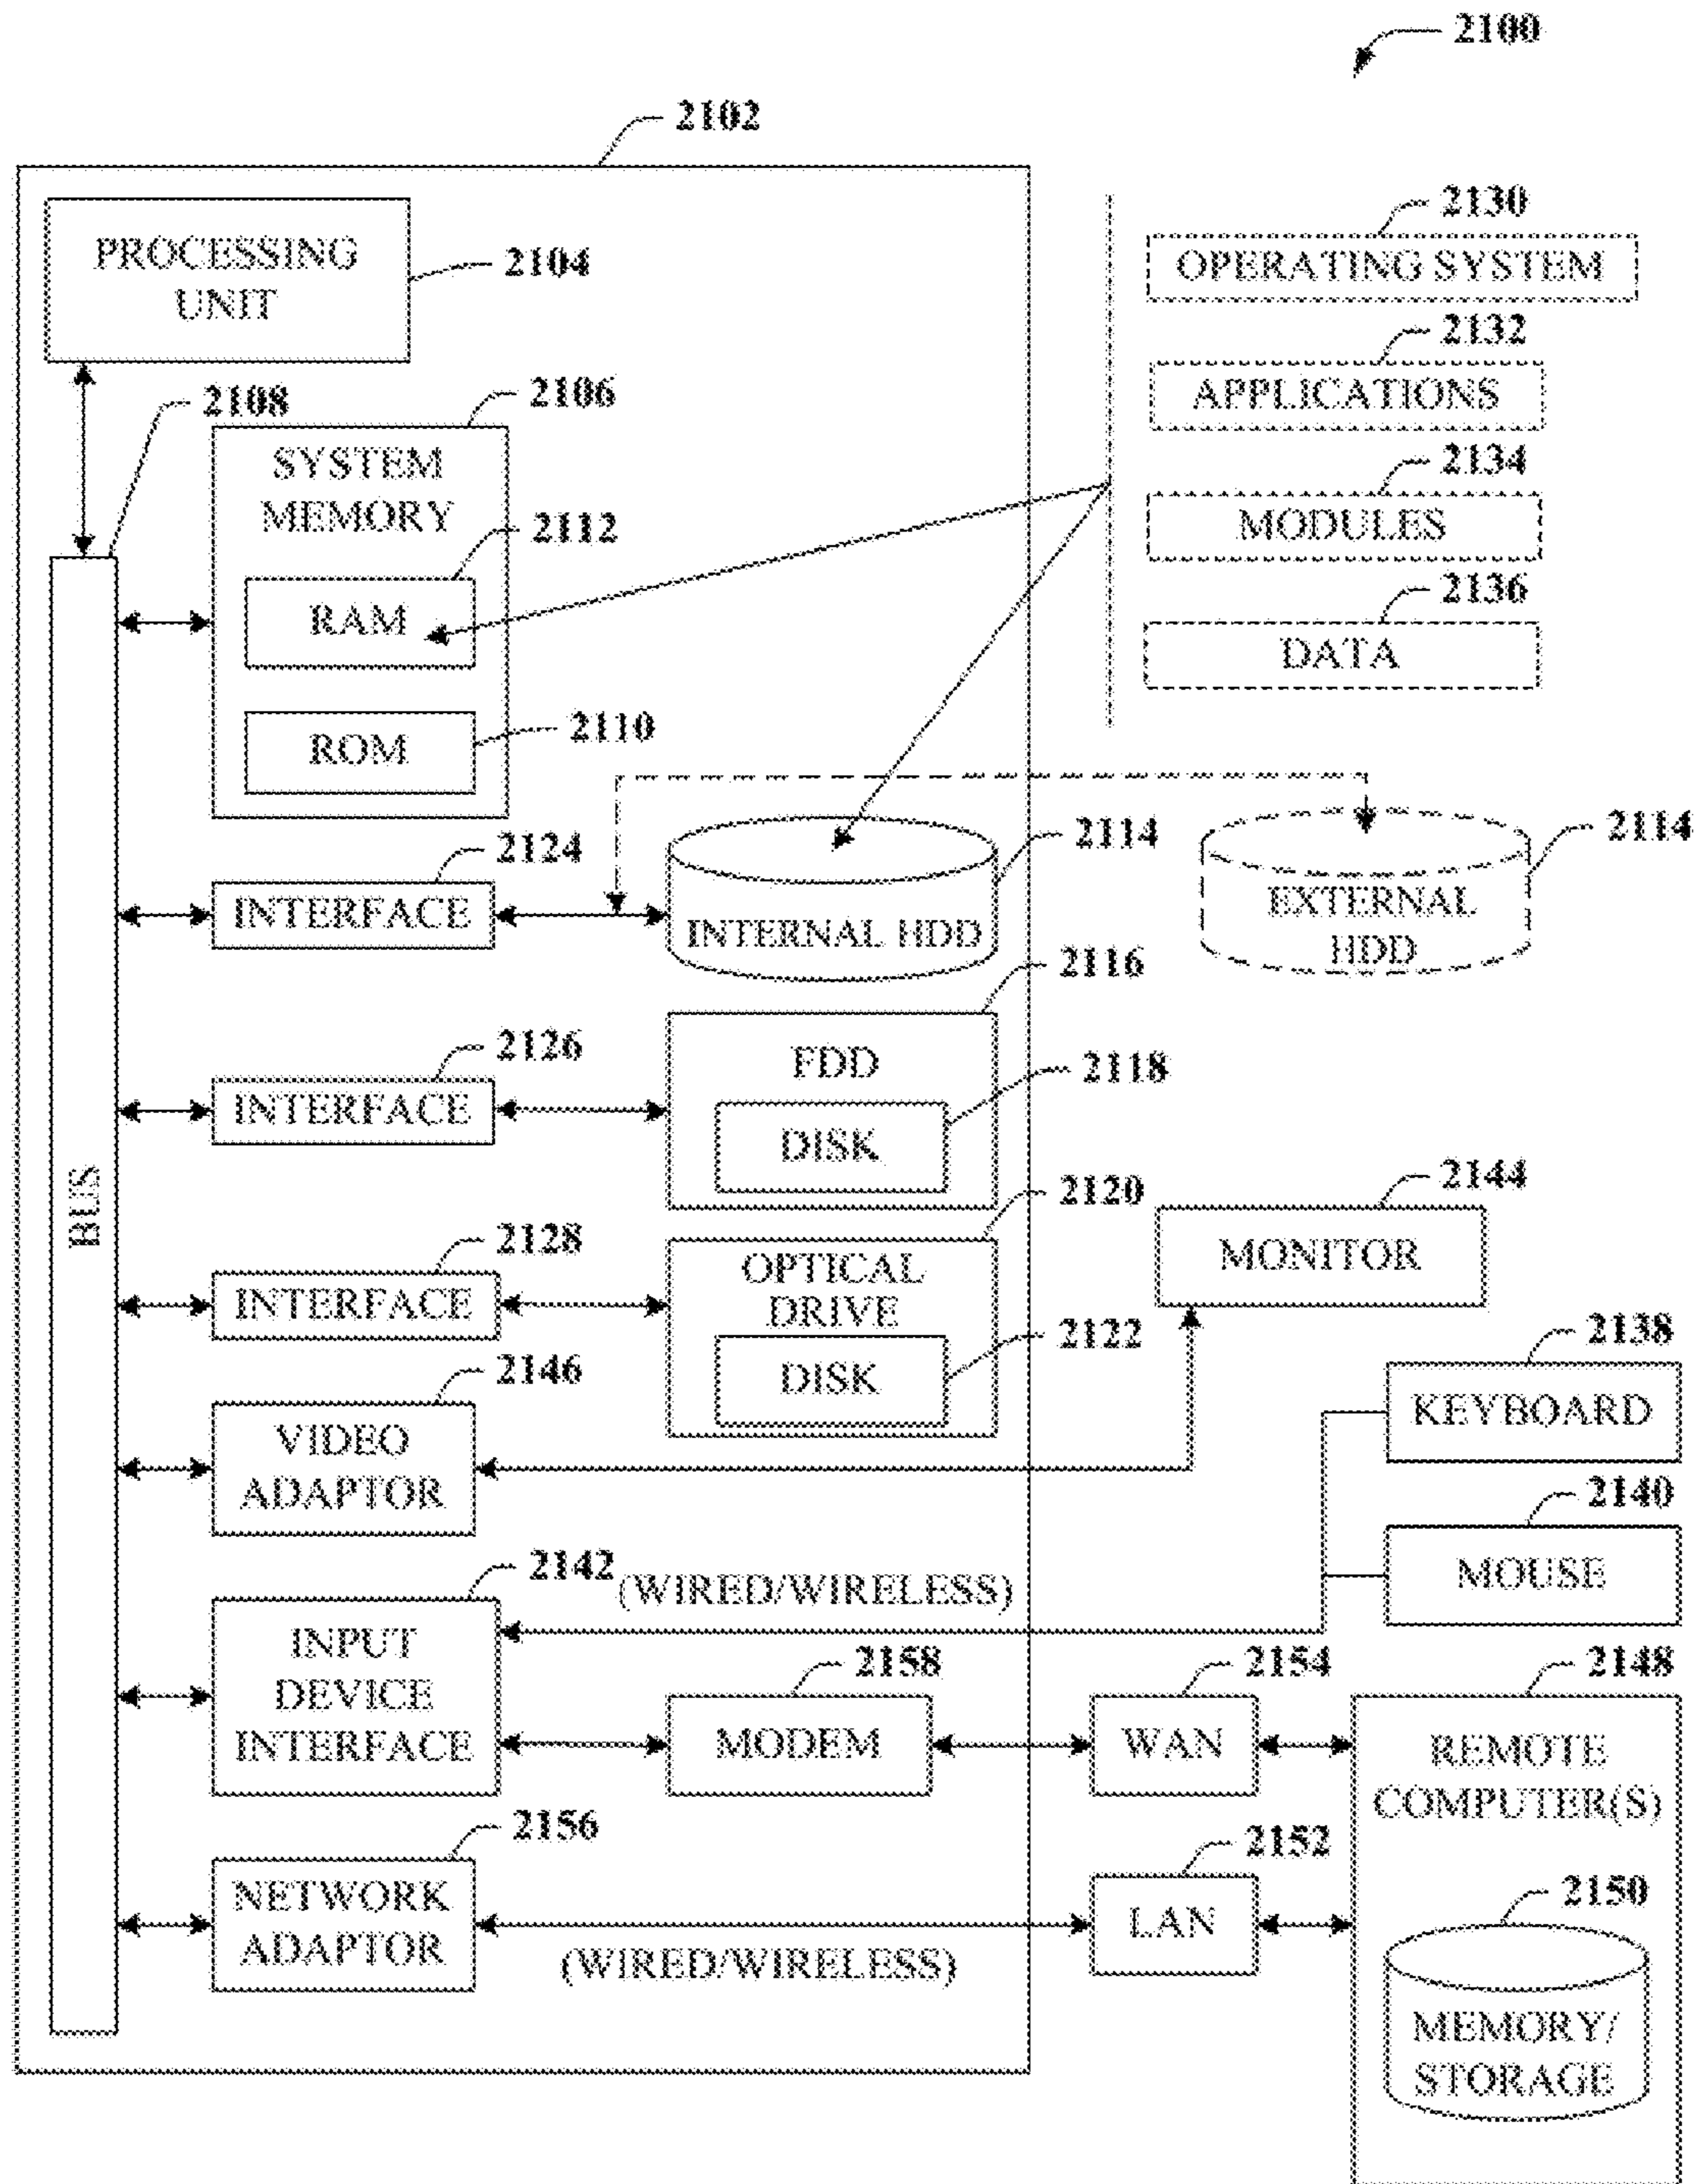 2100
2102
PROCESSING
UNIT
2104
2130
OPERATING SYSTEM
2132
APPLICATIONS
2134
MODULES
2136
DATA
2108
2106
SYSTEM
MEMORY
2112
RAM
2110
ROM
BUS
2124
INTERFACE
2114
INTERNAL HDD
2114
EXTERNAL
HDD
2126
INTERFACE
2116
FDD
2118
DISK
2128
INTERFACE
2120
OPTICAL
DRIVE
2122
DISK
2144
MONITOR
2146
VIDEO
ADAPTOR
2138
KEYBOARD
2140
MOUSE
2142
(WIRED/WIRELESS)
INPUT
DEVICE
INTERFACE
2158
MODEM
2154
WAN
2148
REMOTE
COMPUTER(S)
2156
NETWORK
ADAPTOR
(WIRED/WIRELESS)
2152
LAN
2150
MEMORY/
STORAGE